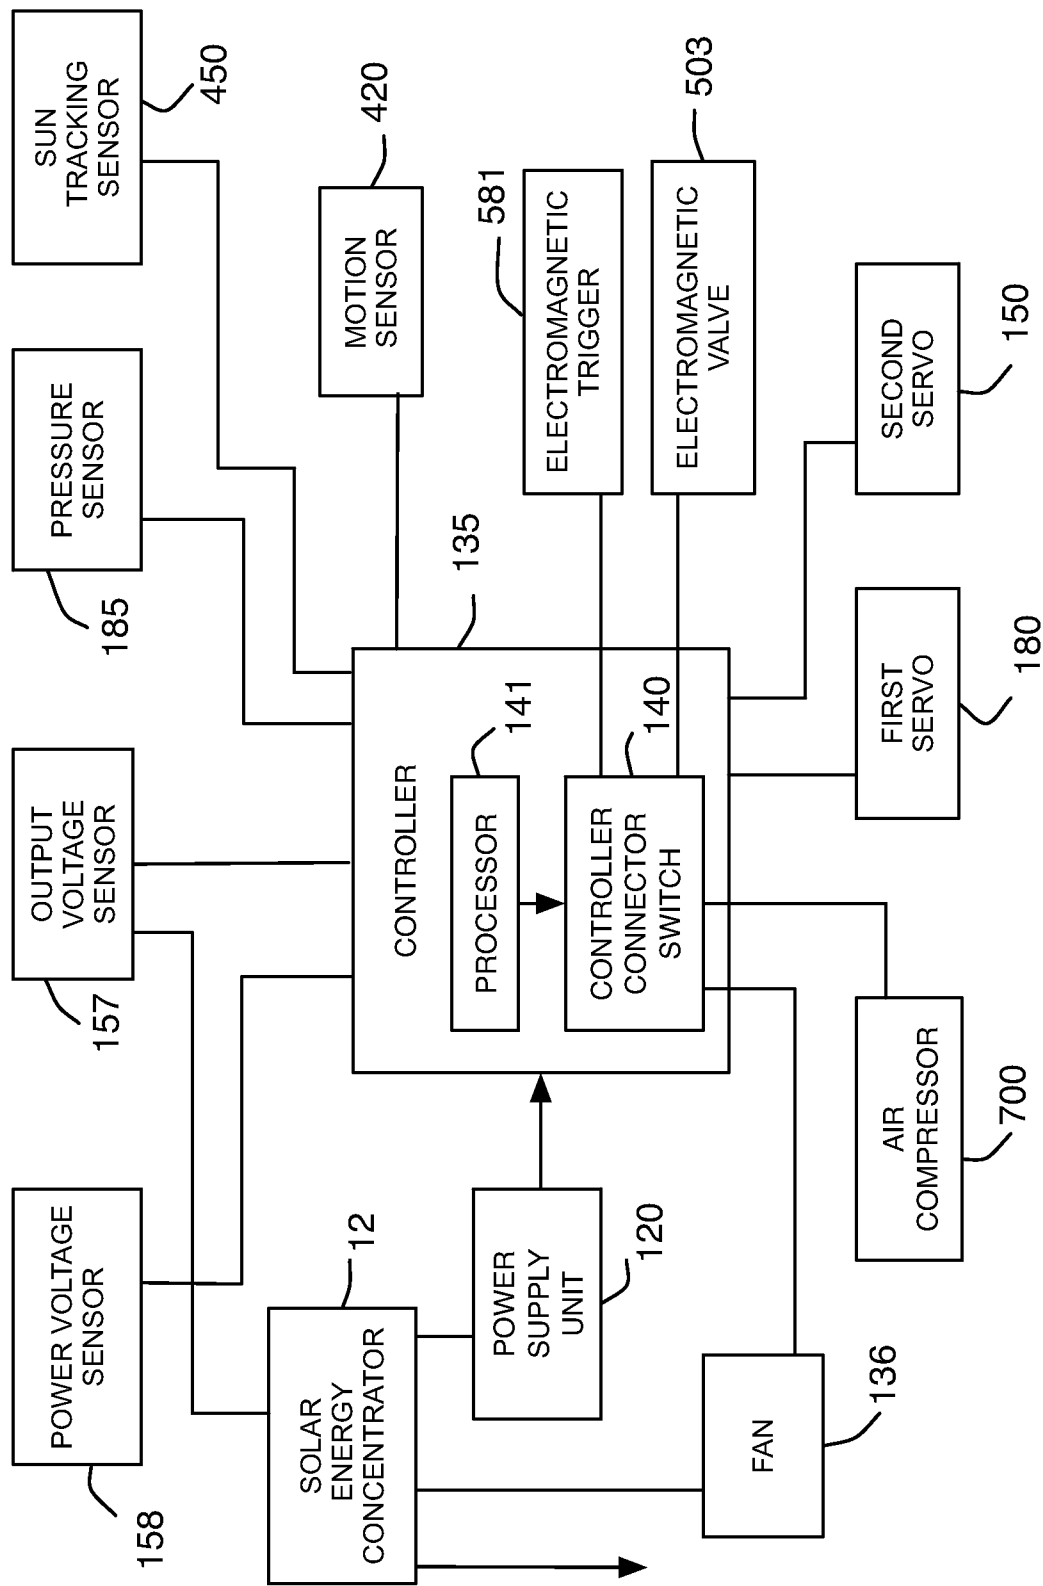 POWER VOLTAGE
SENSOR
158
OUTPUT
VOLTAGE
SENSOR
157
PRESSURE
SENSOR
185
SUN
TRACKING
SENSOR
450
SOLAR
ENERGY
CONCENTRATOR
12
MOTION
SENSOR
420
POWER
SUPPLY
UNIT
120
CONTROLLER
135
PROCESSOR
141
CONTROLLER
CONNECTOR
SWITCH
140
ELECTROMAGNETIC
TRIGGER
581
ELECTROMAGNETIC
VALVE
503
FAN
136
AIR
COMPRESSOR
700
FIRST
SERVO
180
SECOND
SERVO
150